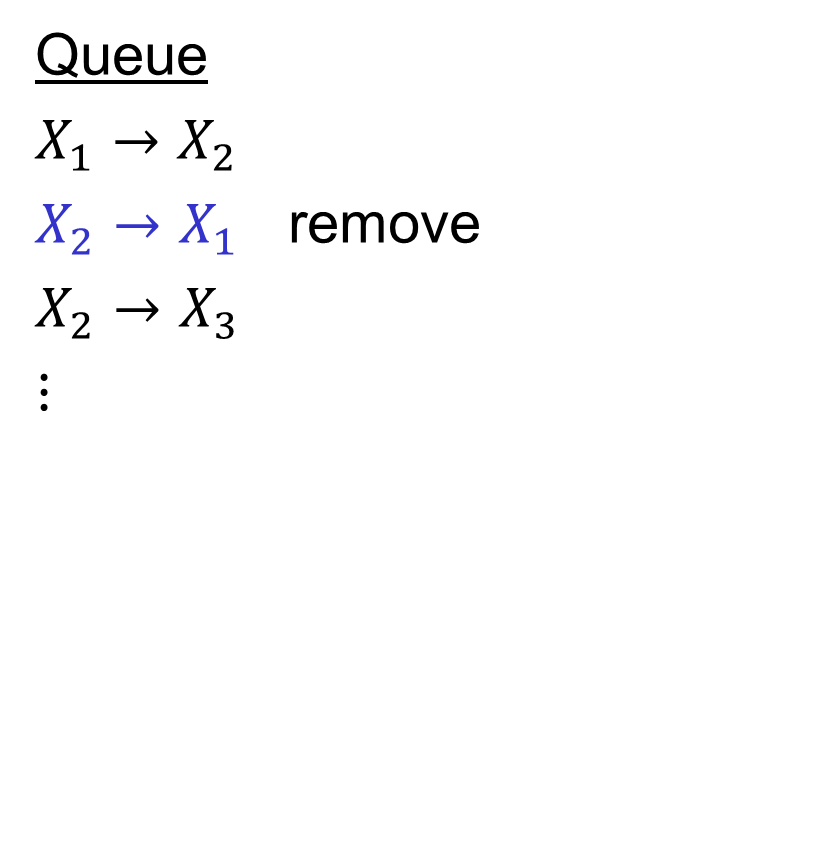 Queue
X₁ → X₂
X₂ → X₁ remove
X₂ → X₃
⋮